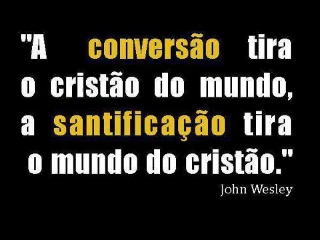 "A conversão tira
o cristão do mundo,
a santificação tira
o mundo do cristão."
John Wesley